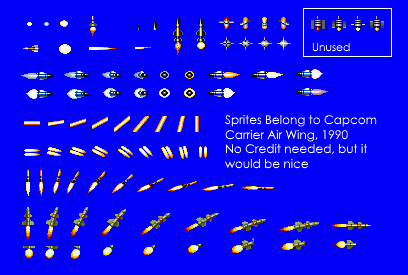 Unused
Sprites Belong to Capcom
Carrier Air Wing, 1990
No Credit needed, but it
would be nice